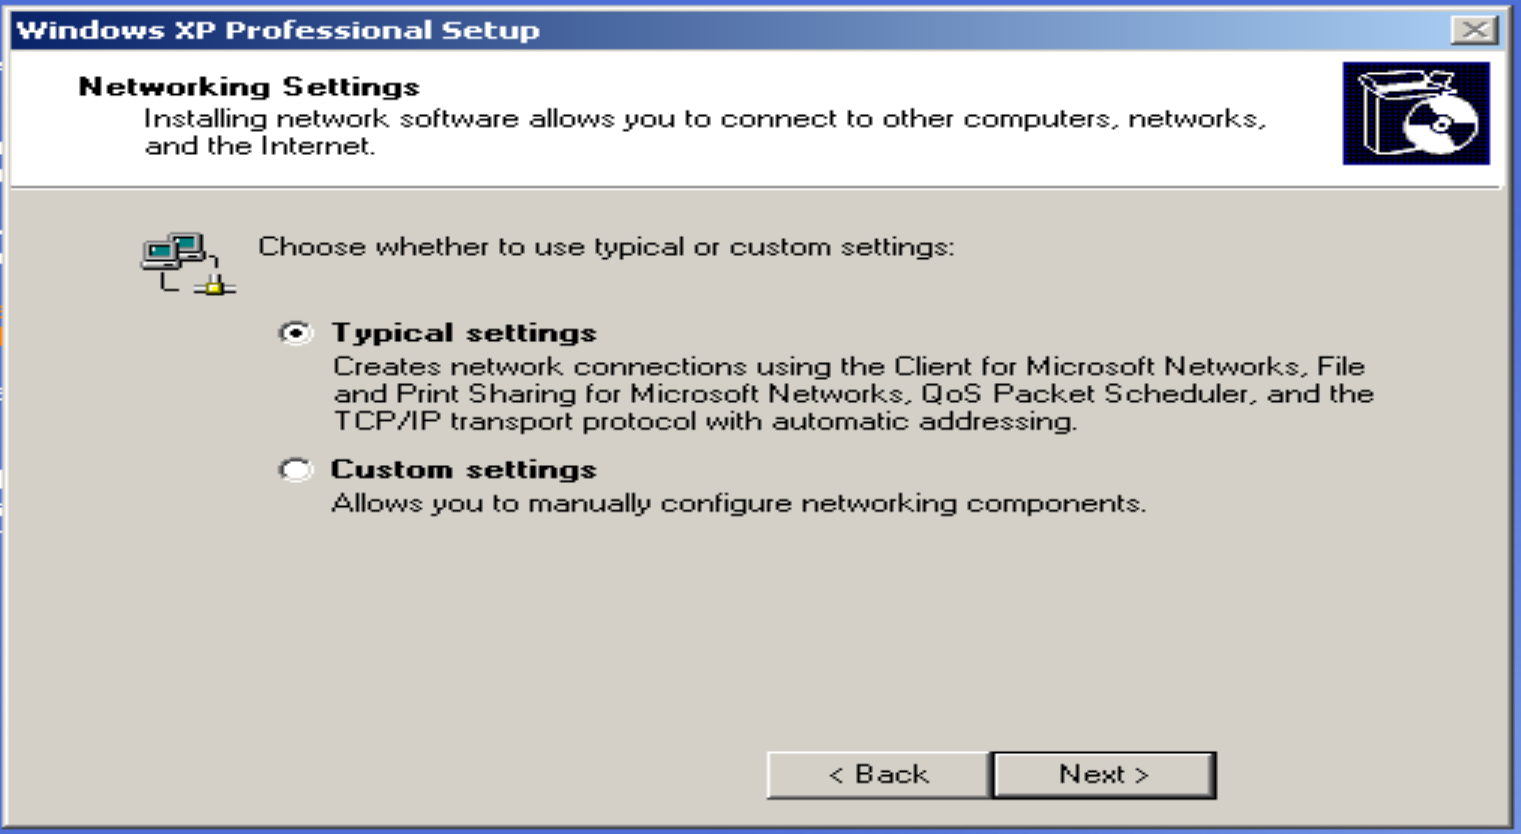 Windows XP Professional Setup
Networking Settings
Installing network software allows you to connect to other computers, networks,
and the Internet.
Choose whether to use typical or custom settings:
Typical settings
Creates network connections using the Client for Microsoft Networks, File
and Print Sharing for Microsoft Networks, QoS Packet Scheduler, and the
TCP/IP transport protocol with automatic addressing.
Custom settings
Allows you to manually configure networking components.
< Back
Next >